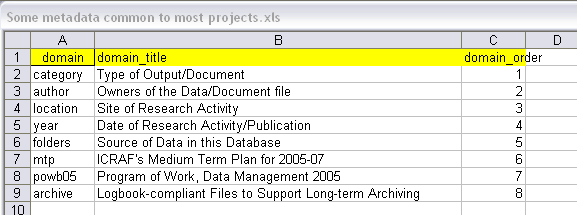 Some metadata common to most projects.xls
A B C D
1 domain domain_title domain_order
2 category Type of Output/Document 1
3 author Owners of the Data/Document file 2
4 location Site of Research Activity 3
5 year Date of Research Activity/Publication 4
6 folders Source of Data in this Database 5
7 mtp ICRAF's Medium Term Plan for 2005-07 6
8 powb05 Program of Work, Data Management 2005 7
9 archive Logbook-compliant Files to Support Long-term Archiving 8
10